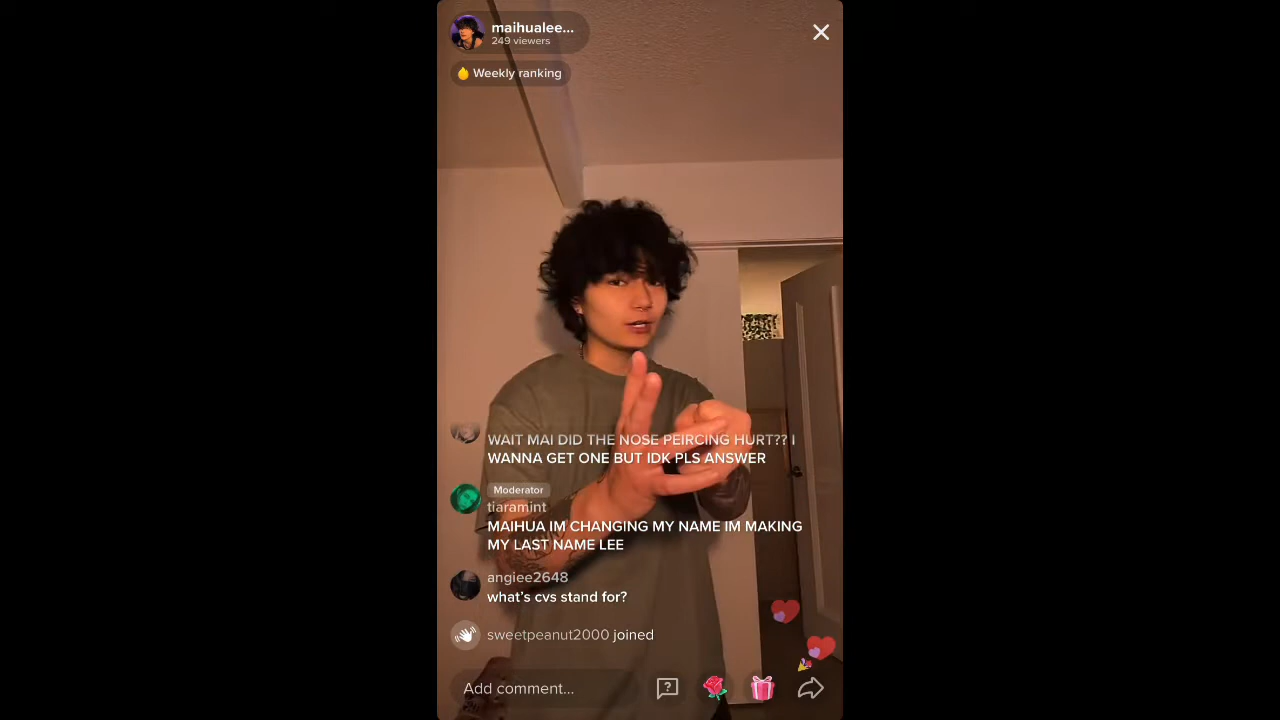 maihualee...
249 viewers
Weekly ranking
WAIT MAI DID THE NOSE PEIRCING HURT?? I
WANNA GET ONE BUT IDK PLS ANSWER
Moderator
tiaramint
MAIHUA IM CHANGING MY NAME IM MAKING
MY LAST NAME LEE
angiee2648
what's cvs stand for?
sweetpeanut2000 joined
Add comment...